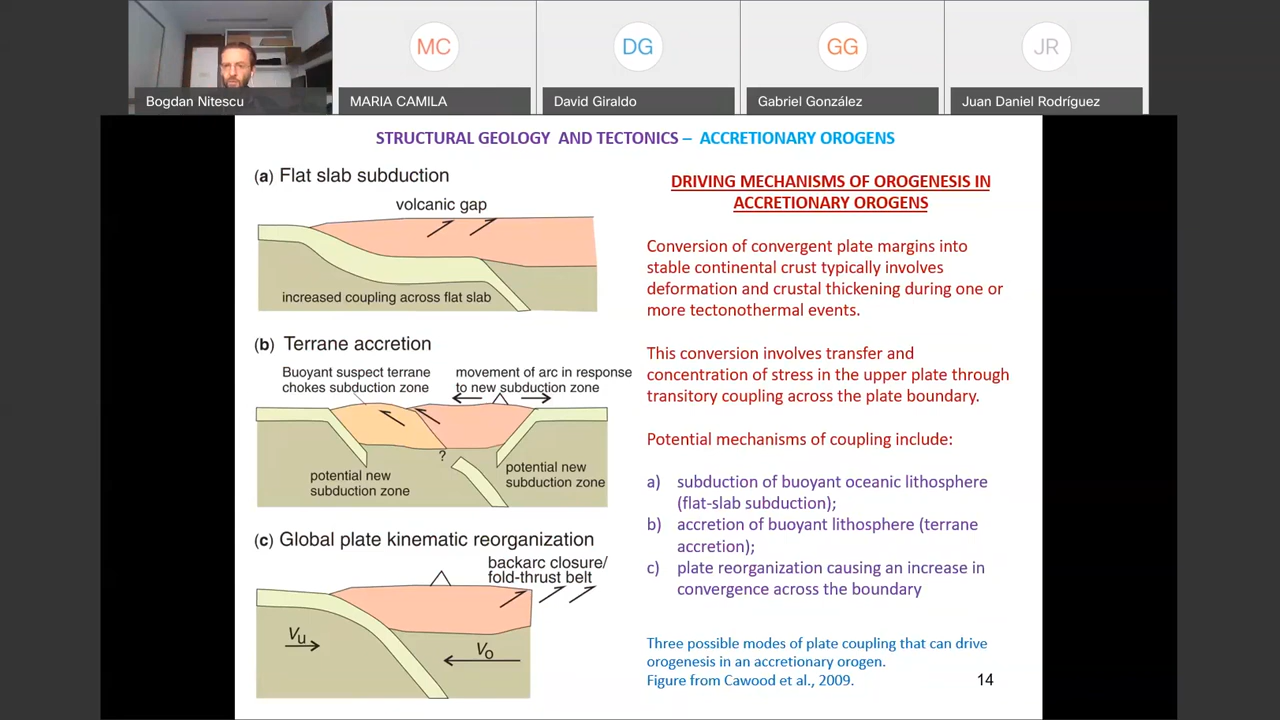 MC
DG
GG
JR
Bogdan Nitescu
MARIA CAMILA
David Giraldo
Gabriel González
Juan Daniel Rodríguez
STRUCTURAL GEOLOGY AND TECTONICS – ACCRETIONARY OROGENS
(a) Flat slab subduction
volcanic gap
increased coupling across flat slab
(b) Terrane accretion
Buoyant suspect terrane
chokes subduction zone
movement of arc in response
to new subduction zone
?
potential new
subduction zone
potential new
subduction zone
(c) Global plate kinematic reorganization
backarc closure/
fold-thrust belt
Vu
Vo
DRIVING MECHANISMS OF OROGENESIS IN
ACCRETIONARY OROGENS
Conversion of convergent plate margins into
stable continental crust typically involves
deformation and crustal thickening during one or
more tectonothermal events.
This conversion involves transfer and
concentration of stress in the upper plate through
transitory coupling across the plate boundary.
Potential mechanisms of coupling include:
a) subduction of buoyant oceanic lithosphere
(flat-slab subduction);
b) accretion of buoyant lithosphere (terrane
accretion);
c) plate reorganization causing an increase in
convergence across the boundary
Three possible modes of plate coupling that can drive
orogenesis in an accretionary orogen.
Figure from Cawood et al., 2009.
14